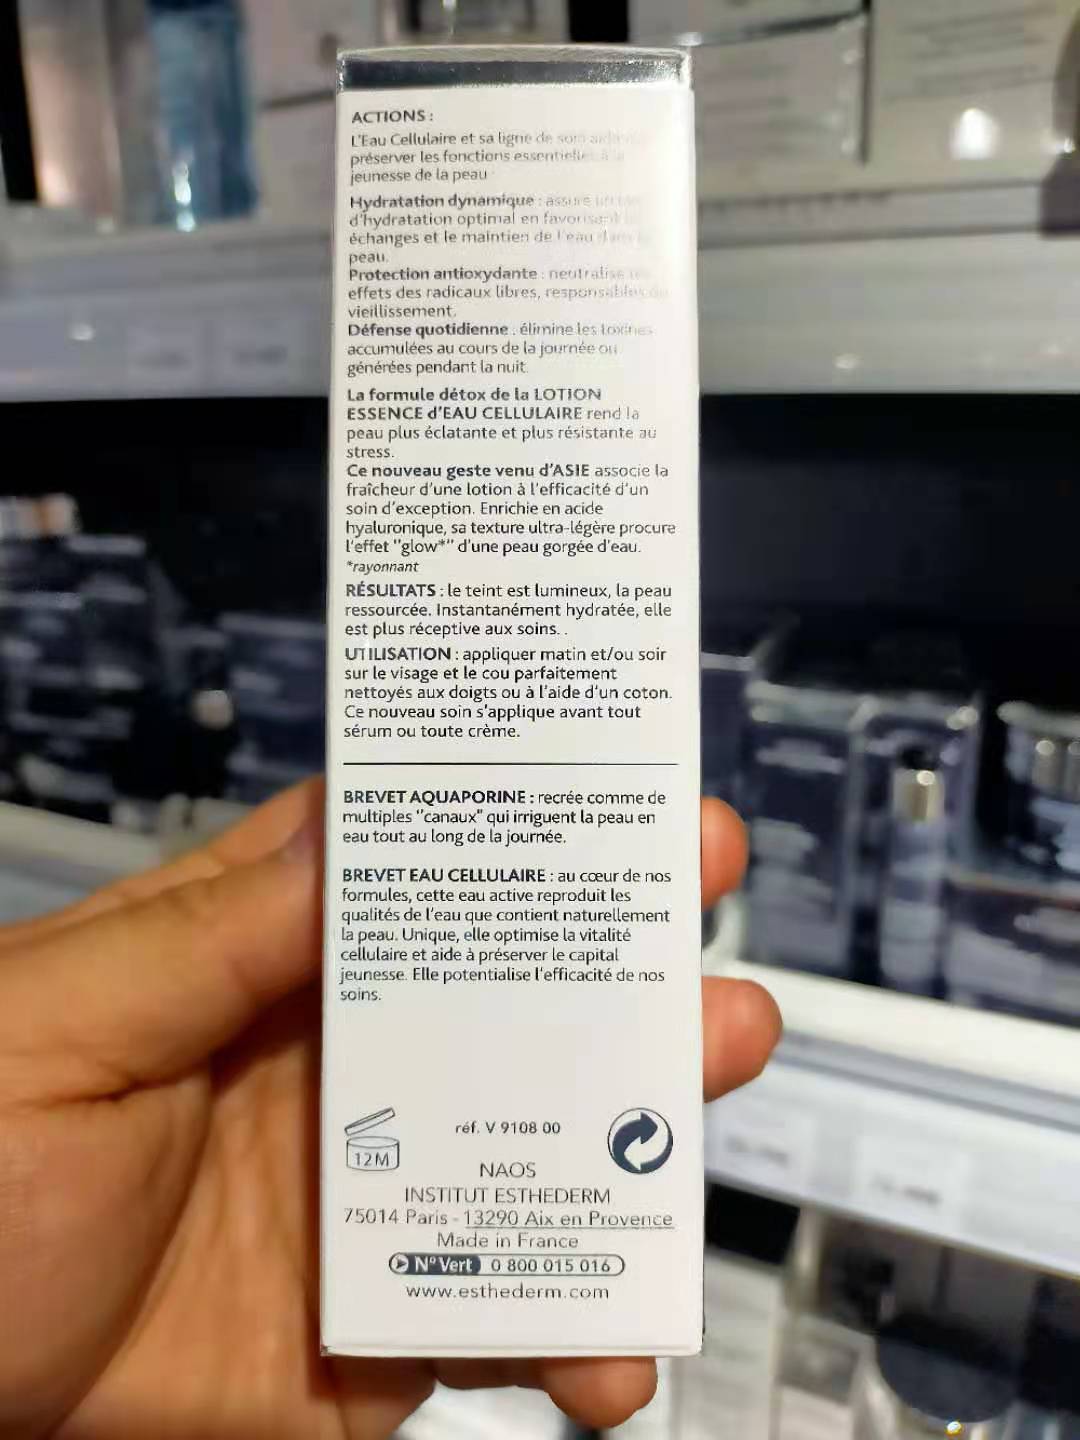 ACTIONS :
L'Eau Cellulaire et sa ligne de soin
préserver les fonctions essentielles à la
jeunesse de la peau
Hydratation dynamique : assure un
d'hydratation optimal en favorisant
échanges et le maintien de l'eau dans la
peau.
Protection antioxydante : neutralise les
effets des radicaux libres, responsables du
vieillissement.
Défense quotidienne : élimine les toxines
accumulées au cours de la journée ou
générées pendant la nuit.
La formule détox de la LOTION
ESSENCE d'EAU CELLULAIRE rend la
peau plus éclatante et plus résistante au
stress.
Ce nouveau geste venu d'ASIE associe la
fraîcheur d'une lotion à l'efficacité d'un
soin d'exception. Enrichie en acide
hyaluronique, sa texture ultra-légère procure
l'effet "glow*" d'une peau gorgée d'eau.
*rayonnant
RÉSULTATS : le teint est lumineux, la peau
ressourcée. Instantanément hydratée, elle
est plus réceptive aux soins. .
UTILISATION : appliquer matin et/ou soir
sur le visage et le cou parfaitement
nettoyés aux doigts ou à l'aide d'un coton.
Ce nouveau soin s'applique avant tout
sérum ou toute crème.
BREVET AQUAPORINE : recrée comme de
multiples "canaux" qui irriguent la peau en
eau tout au long de la journée.
BREVET EAU CELLULAIRE : au cœur de nos
formules, cette eau active reproduit les
qualités de l'eau que contient naturellement
la peau. Unique, elle optimise la vitalité
cellulaire et aide à préserver le capital
jeunesse. Elle potentialise l'efficacité de nos
soins.
réf. V 9108 00
12M
NAOS
INSTITUT ESTHEDERM
75014 Paris - 13290 Aix en Provence
Made in France
N° Vert 0 800 015 016
www.esthederm.com